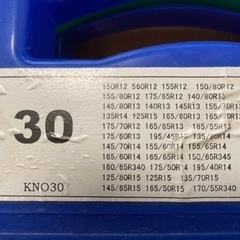 150R12 560R12 155R12 150/80R12
155/80R12 175/65R12 140/80R13
145/80R13 140R13 145R13 155/70R13
135R14 125R15 165/60R13 165/70R13
175/70R12 165/65R13 185/55R13
175/60R13 195/45R13 135/80R14
145/70R14 155/60R14 155/65R14
165/60R14 165/65R14 150/65R345
160/65R340 175/50R14 195/40R14
125/80R15 125R15 135/70R15
145/65R15 165/50R15 170/55R340
30
KNO30